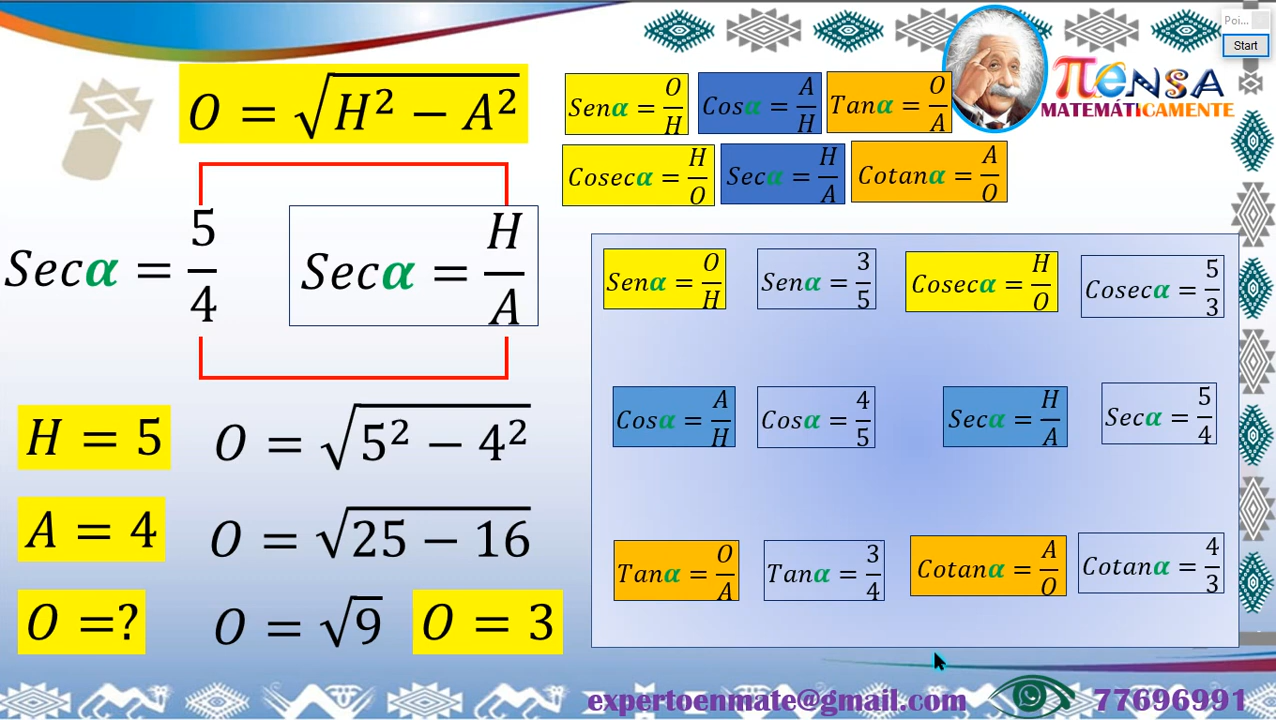 Poi...
Start
πENSA
MATEMÁTICAMENTE
O = √(H² − A²)
Senα = O/H
Cosα = A/H
Tanα = O/A
Cosecα = H/O
Secα = H/A
Cotanα = A/O
Secα = 5/4
Secα = H/A
H = 5
O = √(5² − 4²)
A = 4
O = √(25 − 16)
O =?
O = √9
O = 3
Senα = O/H
Senα = 3/5
Cosecα = H/O
Cosecα = 5/3
Cosα = A/H
Cosα = 4/5
Secα = H/A
Secα = 5/4
Tanα = O/A
Tanα = 3/4
Cotanα = A/O
Cotanα = 4/3
expertoenmate@gmail.com
77696991